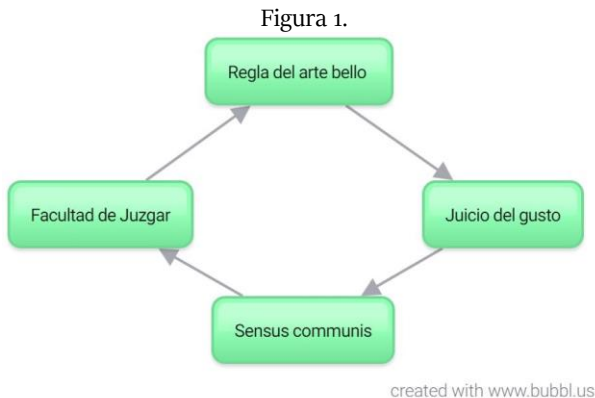 Figura 1.
Regla del arte bello
Facultad de Juzgar
Juicio del gusto
Sensus communis
created with www.bubbl.us